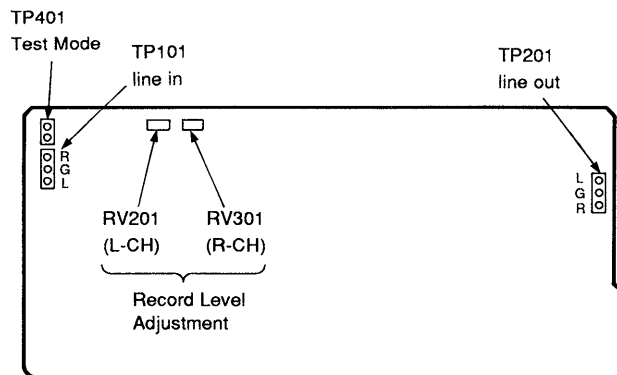 TP401
Test Mode
TP101
line in
TP201
line out
R
G
L
L
G
R
RV201
(L-CH)
RV301
(R-CH)
Record Level
Adjustment